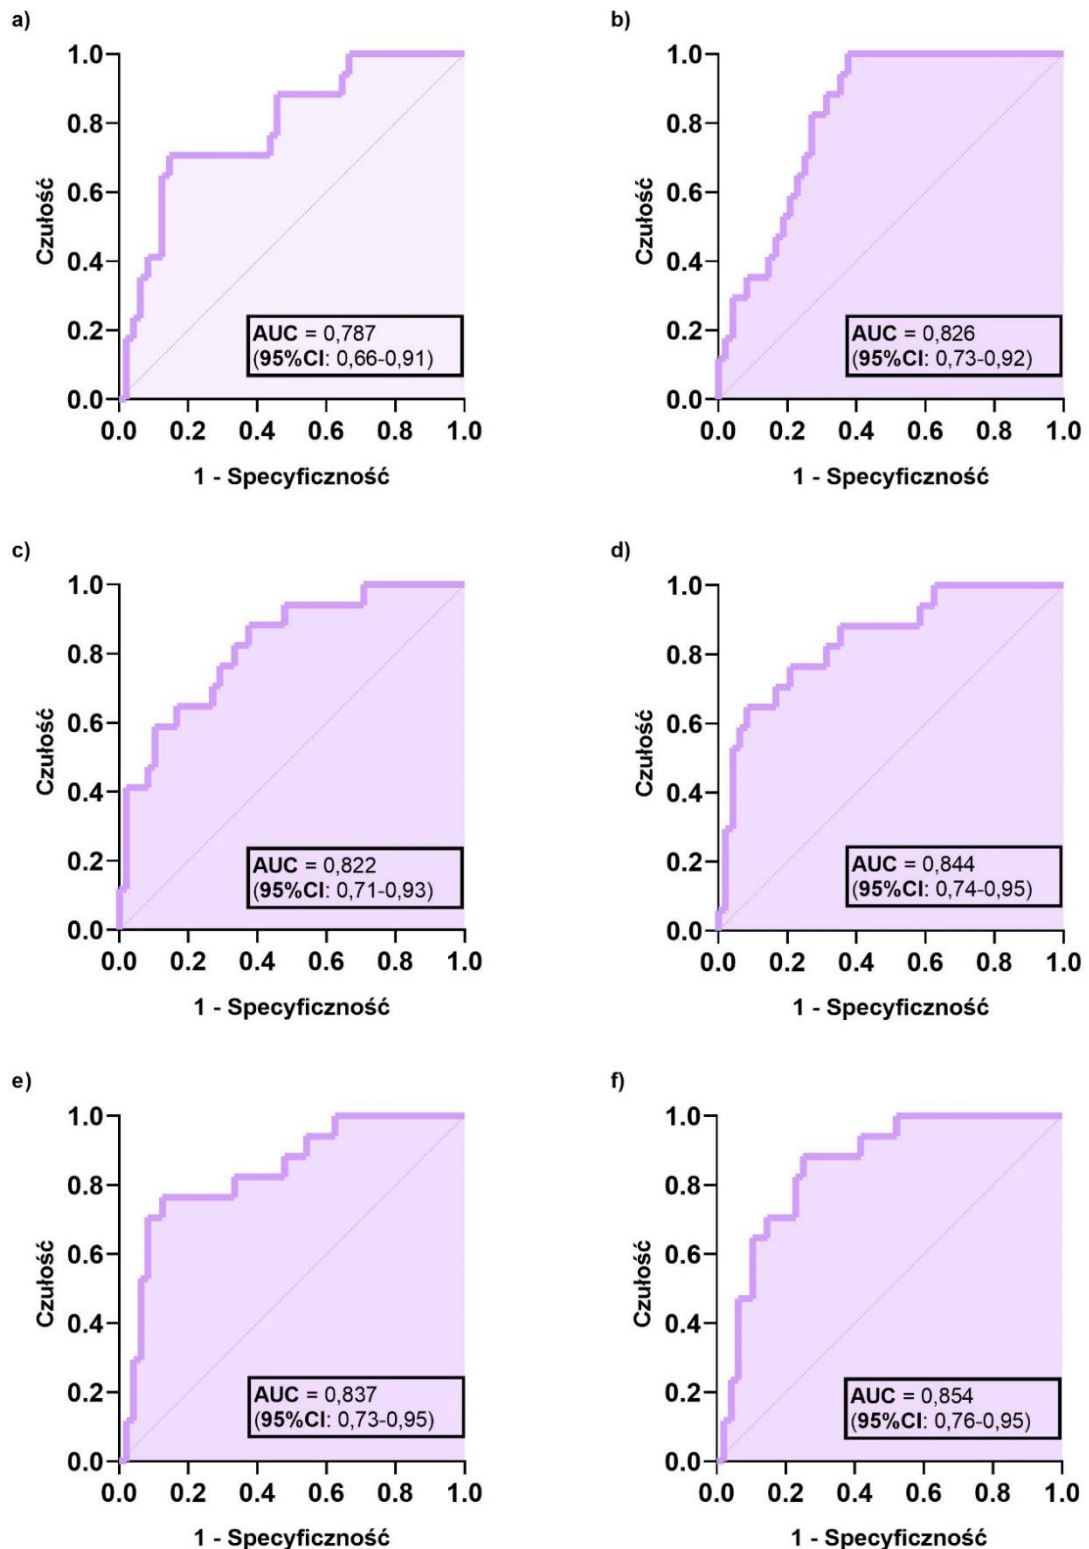 a)
1.0
0.8
0.6
0.4
0.2
0.0
Czułość
AUC = 0,787
(95%CI: 0,66-0,91)
0.0 0.2 0.4 0.6 0.8 1.0
1 - Specyficzność
b)
1.0
0.8
0.6
0.4
0.2
0.0
Czułość
AUC = 0,826
(95%CI: 0,73-0,92)
0.0 0.2 0.4 0.6 0.8 1.0
1 - Specyficzność
c)
1.0
0.8
0.6
0.4
0.2
0.0
Czułość
AUC = 0,822
(95%CI: 0,71-0,93)
0.0 0.2 0.4 0.6 0.8 1.0
1 - Specyficzność
d)
1.0
0.8
0.6
0.4
0.2
0.0
Czułość
AUC = 0,844
(95%CI: 0,74-0,95)
0.0 0.2 0.4 0.6 0.8 1.0
1 - Specyficzność
e)
1.0
0.8
0.6
0.4
0.2
0.0
Czułość
AUC = 0,837
(95%CI: 0,73-0,95)
0.0 0.2 0.4 0.6 0.8 1.0
1 - Specyficzność
f)
1.0
0.8
0.6
0.4
0.2
0.0
Czułość
AUC = 0,854
(95%CI: 0,76-0,95)
0.0 0.2 0.4 0.6 0.8 1.0
1 - Specyficzność